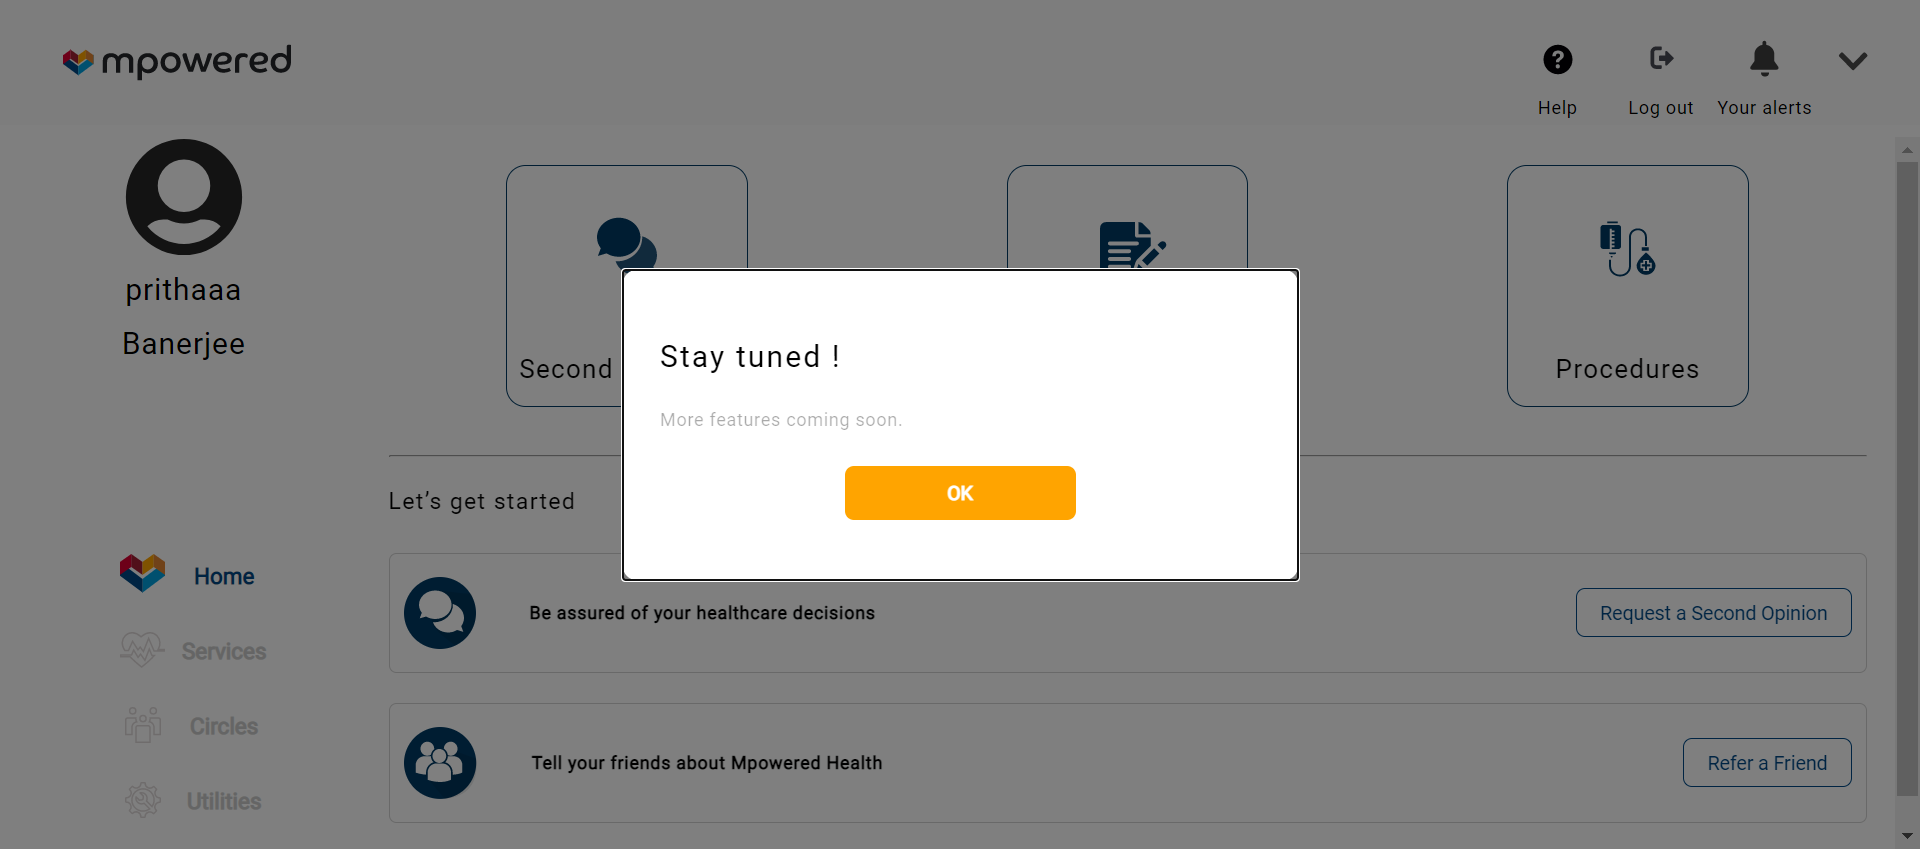 mpowered
Help
Log out
Your alerts
prithaaa
Banerjee
Second
Procedures
Stay tuned !
More features coming soon.
OK
Let’s get started
Home
Services
Circles
Utilities
Be assured of your healthcare decisions
Request a Second Opinion
Tell your friends about Mpowered Health
Refer a Friend